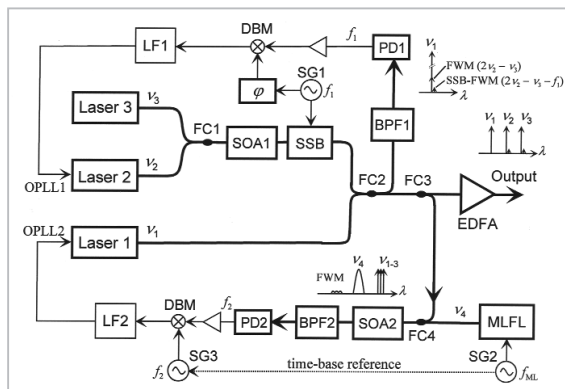 LF1
DBM
f₁
PD1
ν₁
FWM (2ν₂ − ν₃)
SSB-FWM (2ν₂ − ν₃ − f₁)
λ
φ
SG1
f₁
Laser 3
ν₃
FC1
SOA1
SSB
BPF1
ν₁ ν₂ ν₃
λ
Laser 2
ν₂
OPLL1
FC2
FC3
Output
EDFA
OPLL2
Laser 1
ν₁
ν₄
ν₁₋₃
FWM
λ
DBM
f₂
LF2
PD2
BPF2
SOA2
FC4
ν₄
MLFL
SG3
f₂
time-base reference
SG2
f_ML